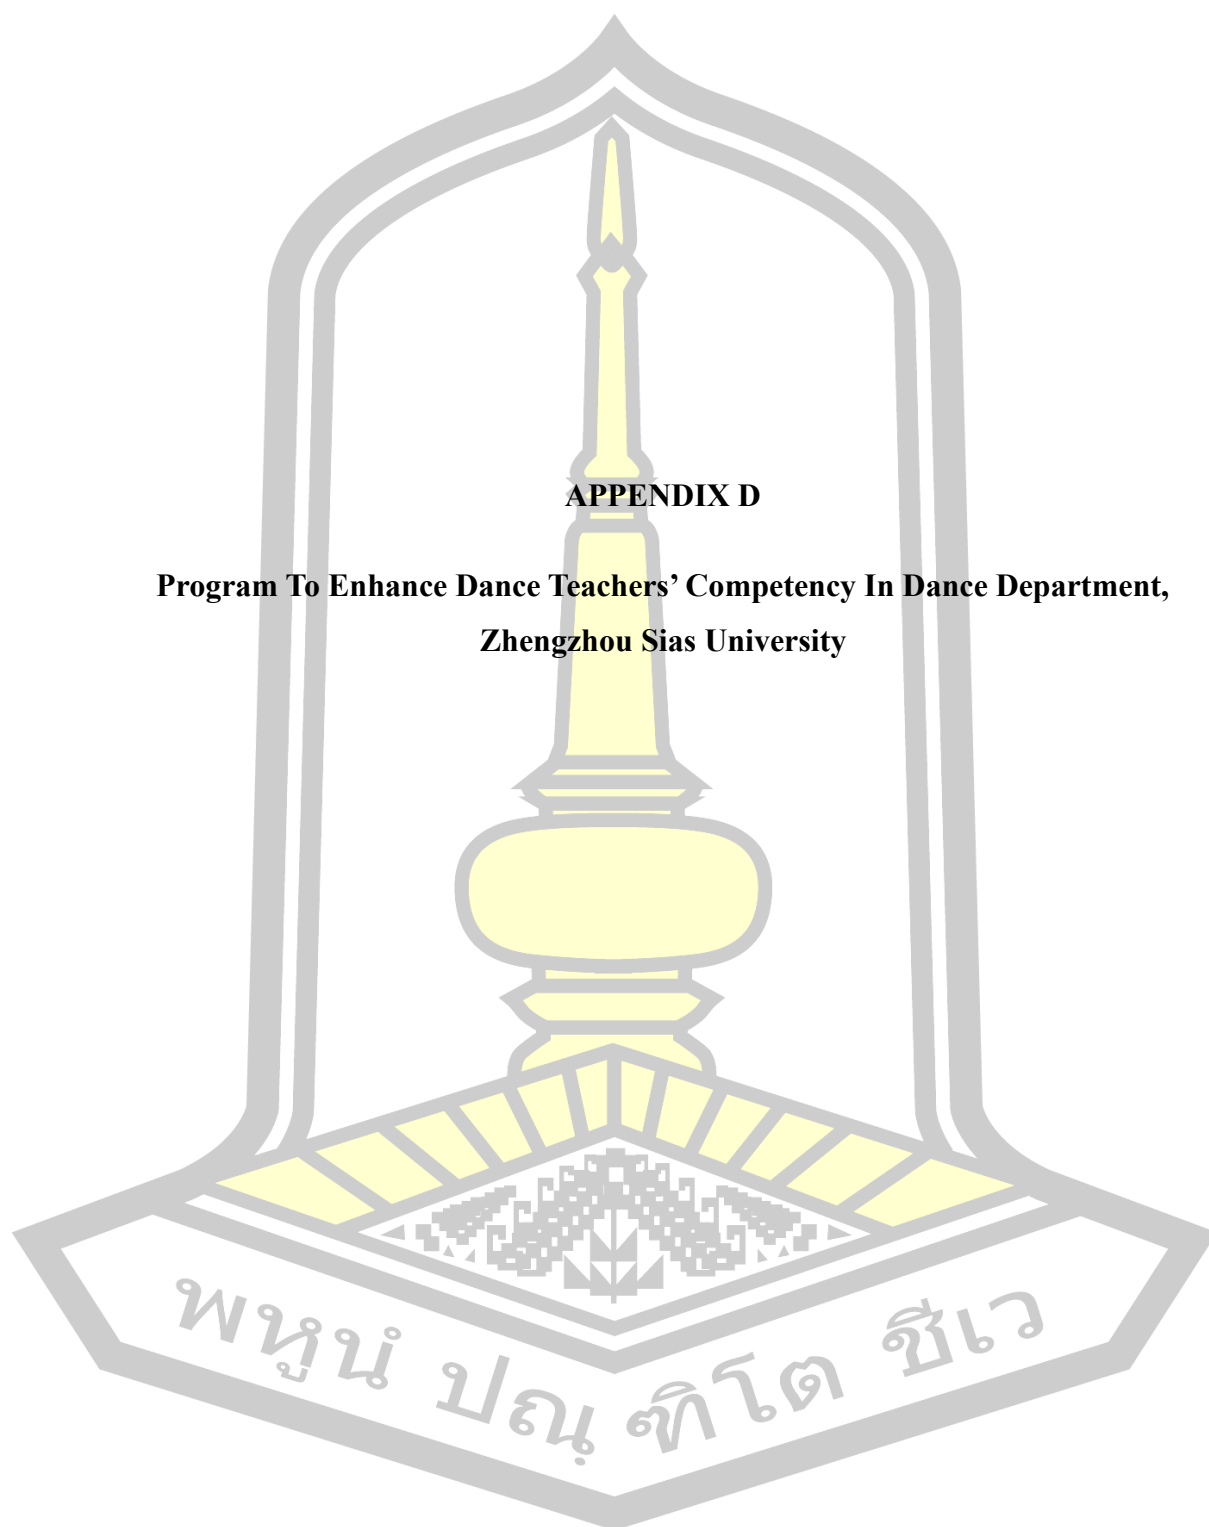 APPENDIX D
Program To Enhance Dance Teachers’ Competency In Dance Department,
Zhengzhou Sias University
พหูนํ ปณฺฑิโต ชีเว